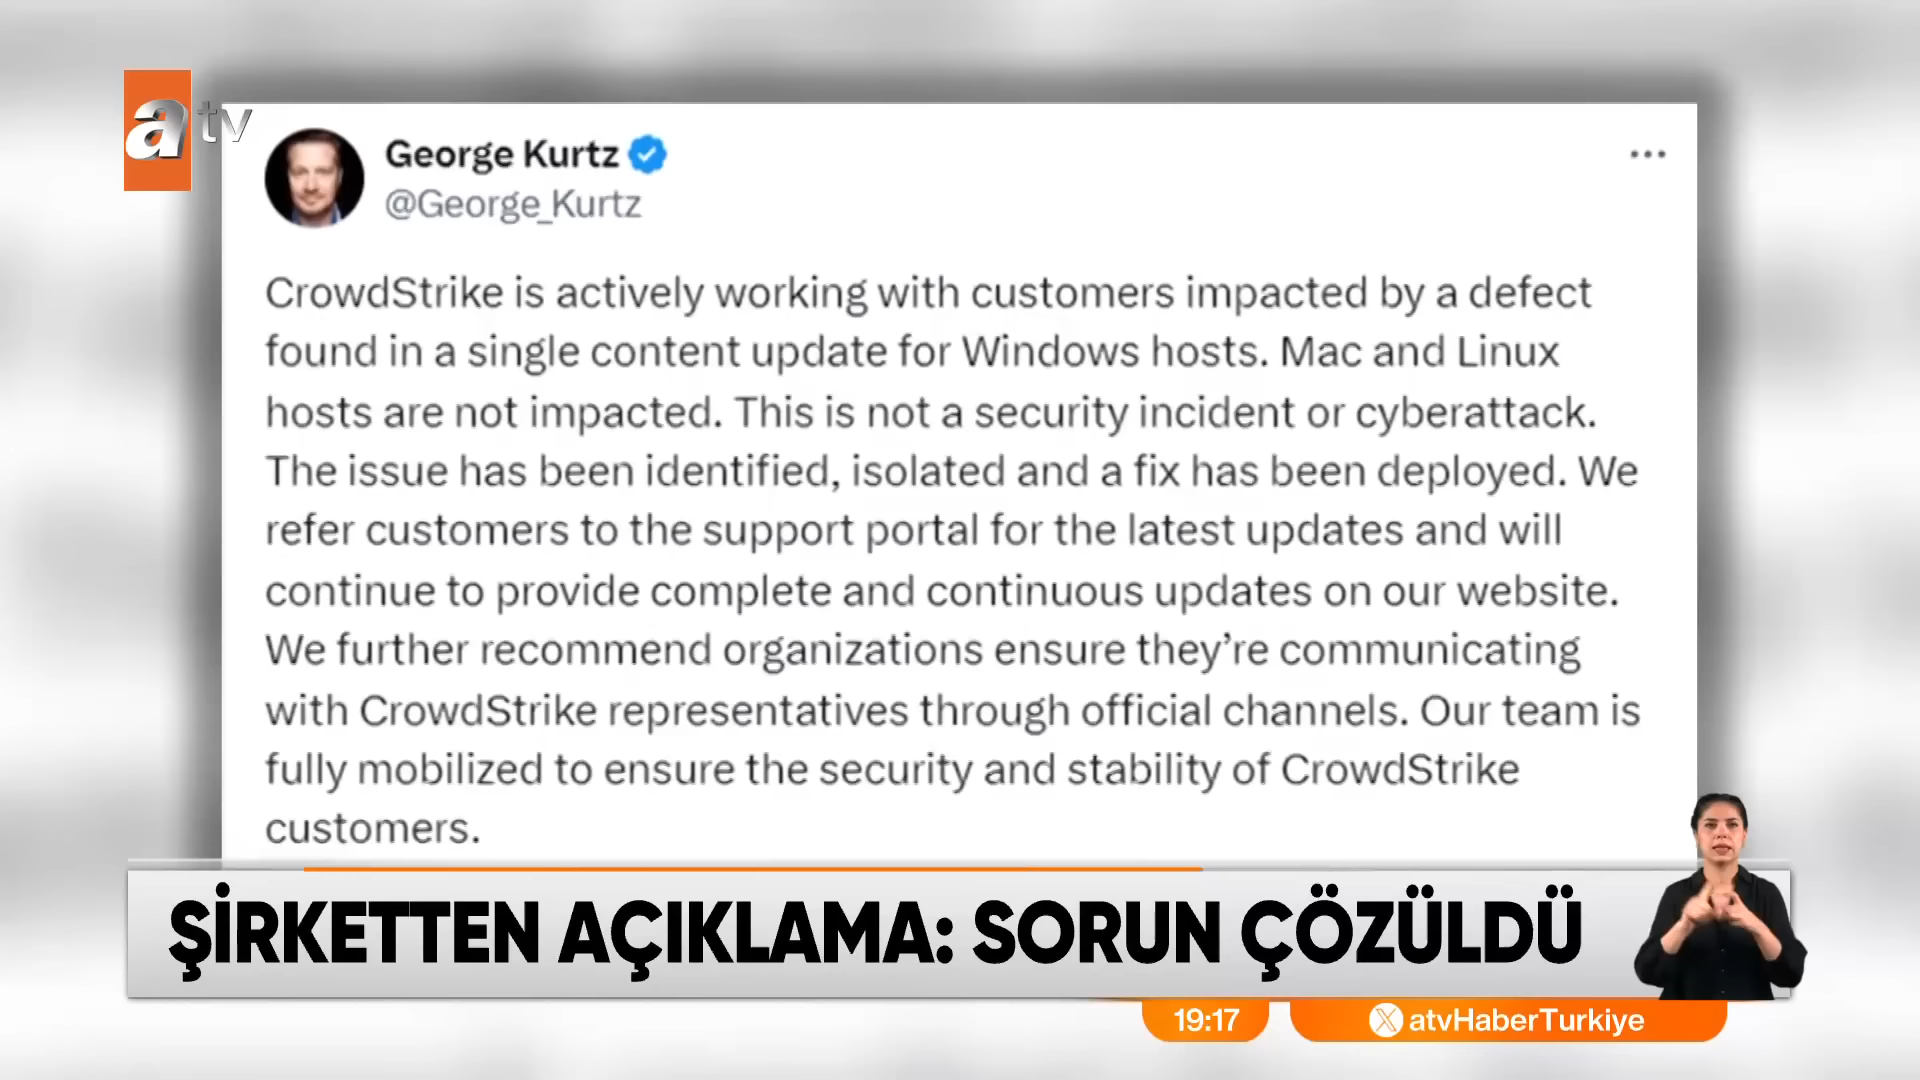 atv
George Kurtz
@George_Kurtz
CrowdStrike is actively working with customers impacted by a defect
found in a single content update for Windows hosts. Mac and Linux
hosts are not impacted. This is not a security incident or cyberattack.
The issue has been identified, isolated and a fix has been deployed. We
refer customers to the support portal for the latest updates and will
continue to provide complete and continuous updates on our website.
We further recommend organizations ensure they’re communicating
with CrowdStrike representatives through official channels. Our team is
fully mobilized to ensure the security and stability of CrowdStrike
customers.
ŞİRKETTEN AÇIKLAMA: SORUN ÇÖZÜLDÜ
19:17
atvHaberTurkiye